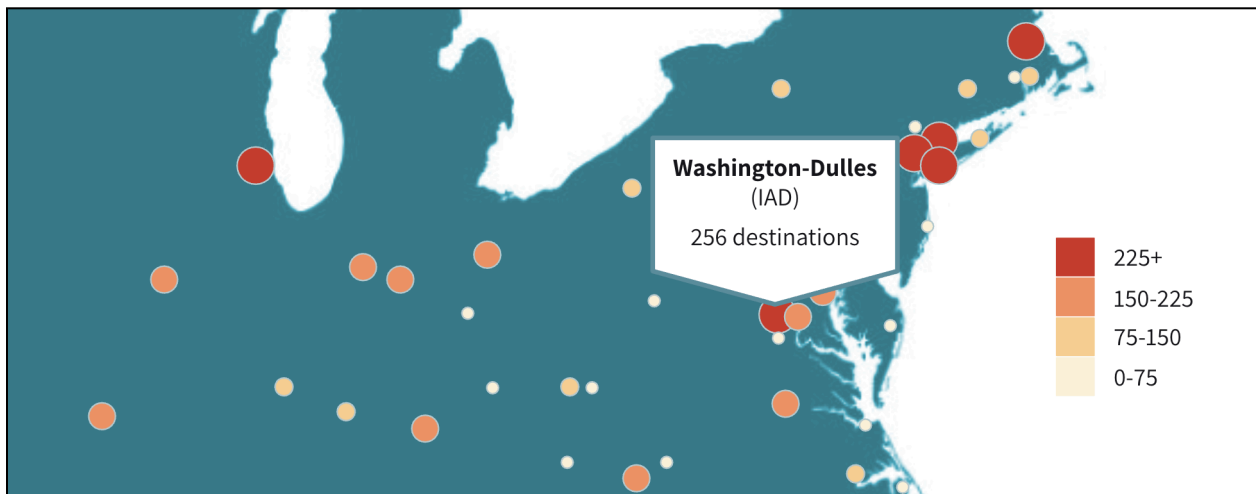 Washington-Dulles
(IAD)
256 destinations
225+
150-225
75-150
0-75